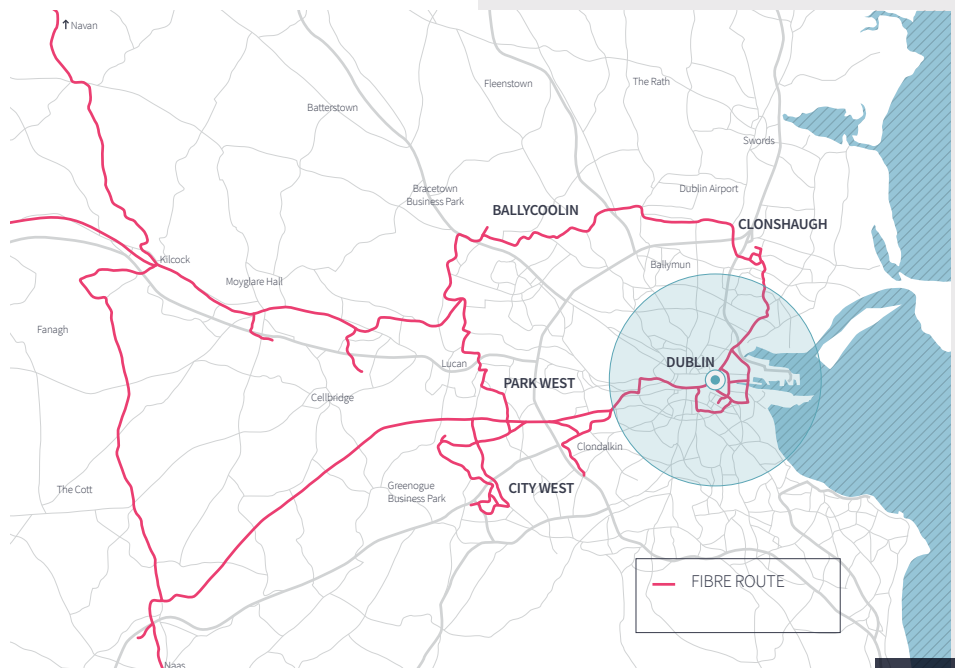 ↑ Navan
Fleenstown
The Rath
Batterstown
Swords
Bracetown
Business Park
Dublin Airport
BALLYCOOLIN
CLONSHAUGH
Kilcock
Ballymun
Moyglare Hall
Fanagh
Lucan
DUBLIN
PARK WEST
Cellbridge
Clondalkin
The Cott
Greenogue
Business Park
CITY WEST
FIBRE ROUTE
Naas